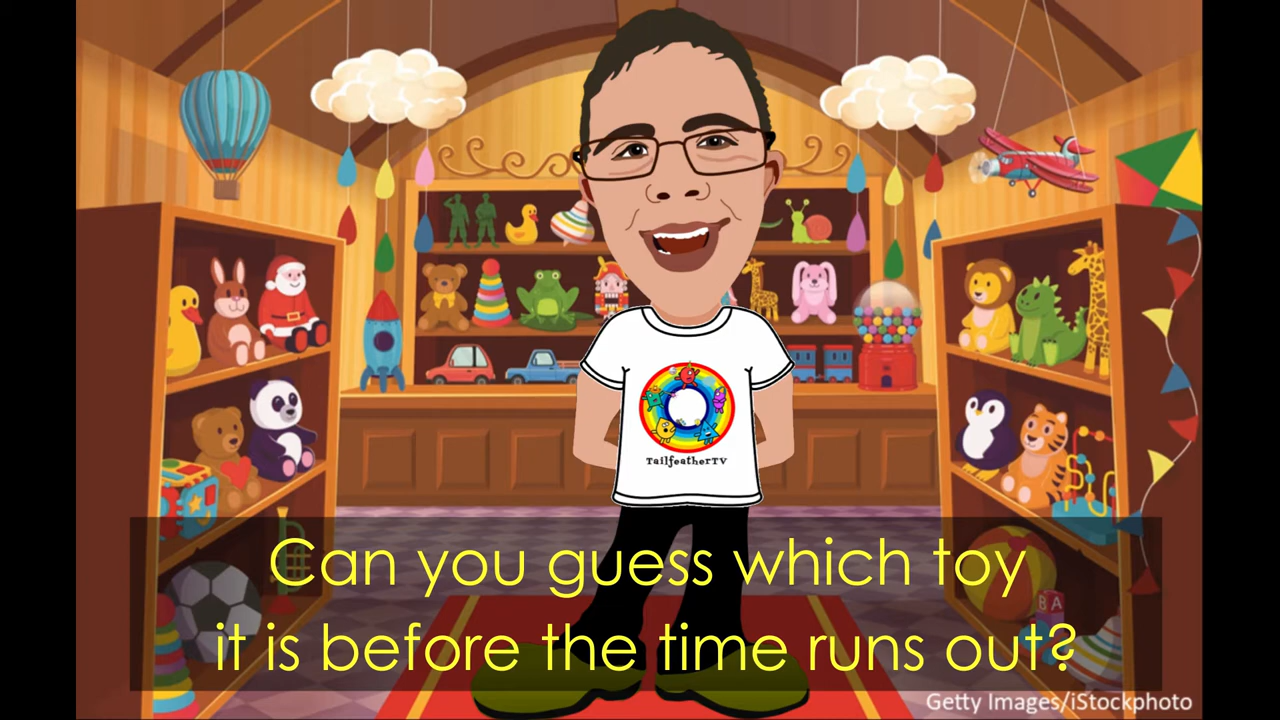 TailfeatherTV
Can you guess which toy
it is before the time runs out?
B A
Getty Images/iStockphoto